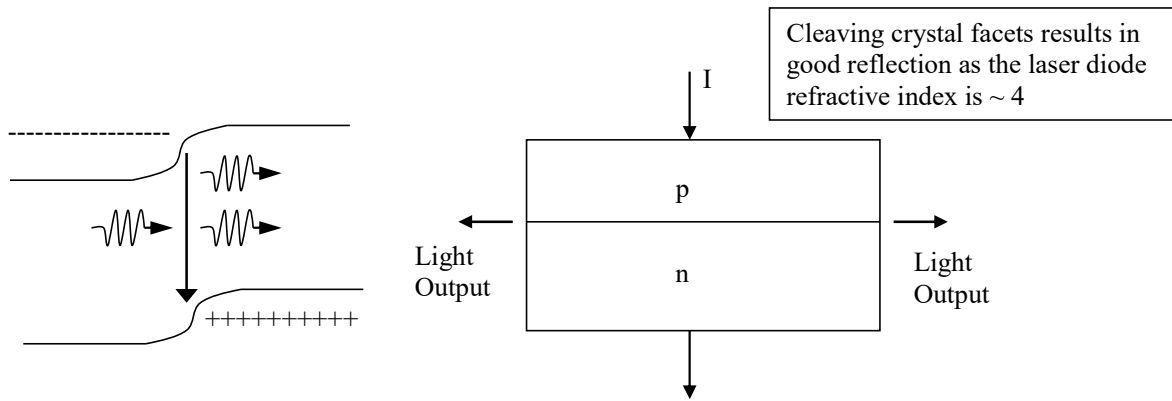 Cleaving crystal facets results in
good reflection as the laser diode
refractive index is ~ 4
I
p
n
Light
Output
Light
Output
++++++++++